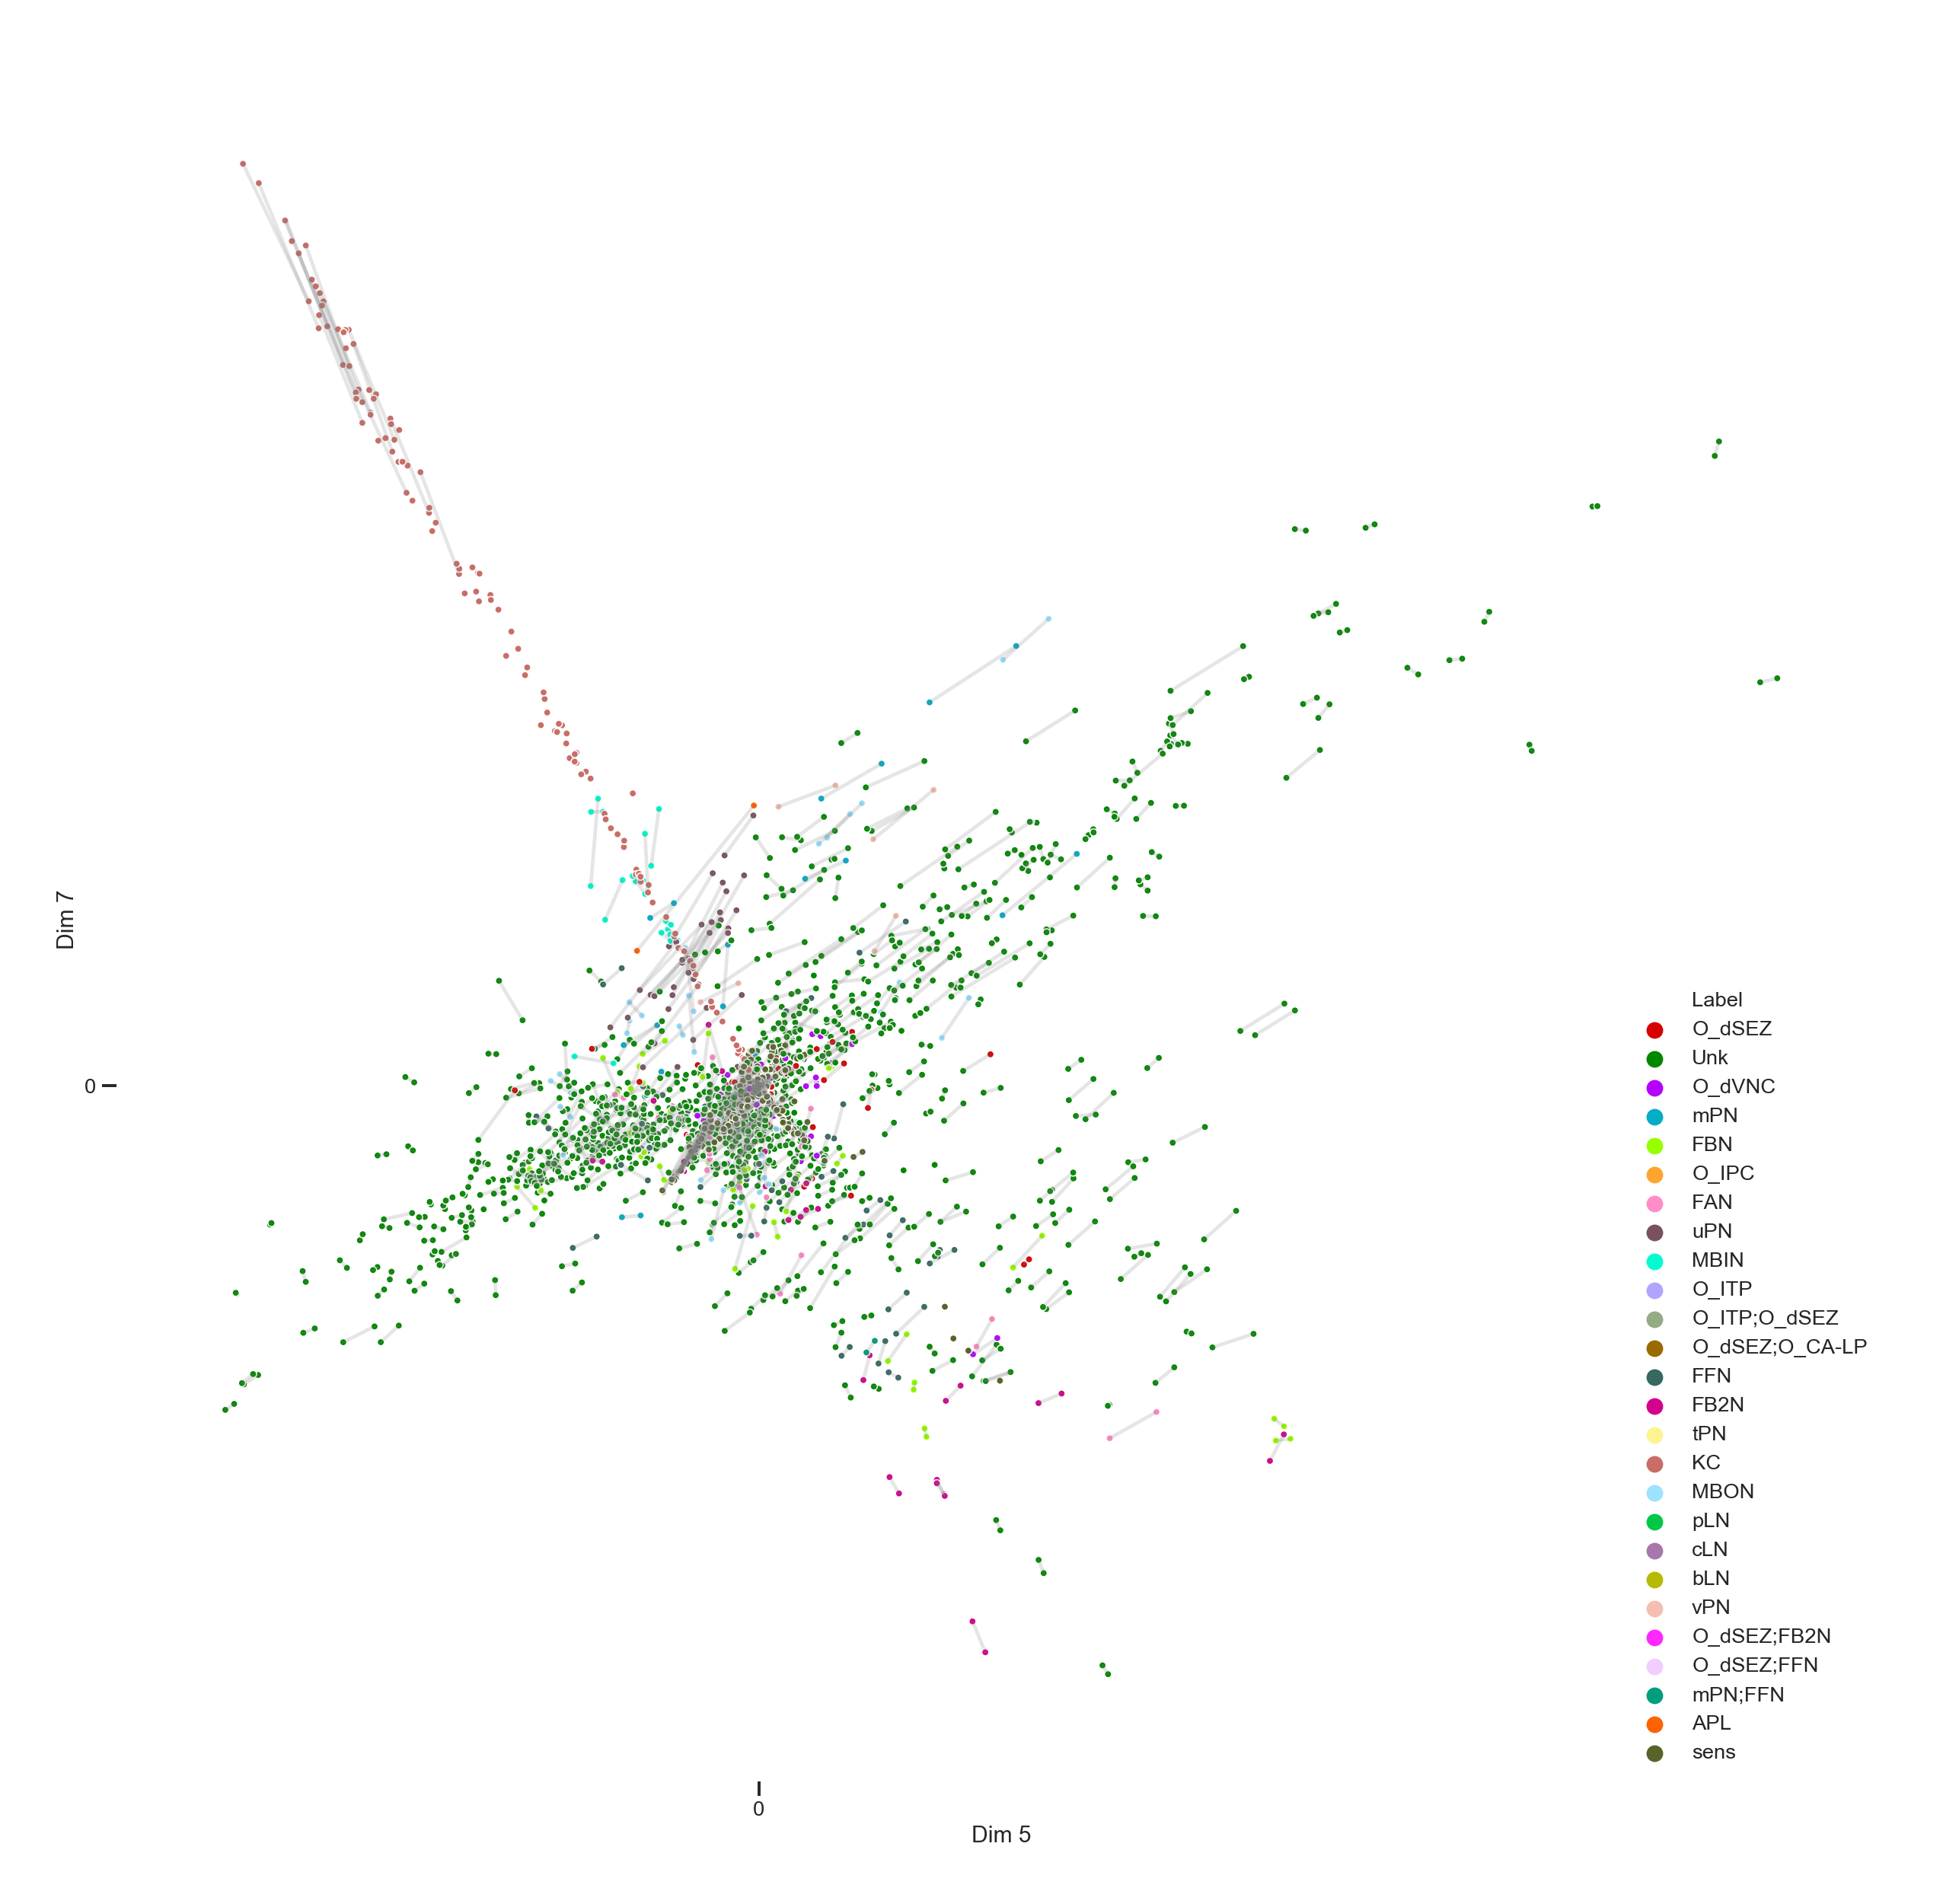 Dim 7
0
Label
O_dSEZ
Unk
O_dVNC
mPN
FBN
O_IPC
FAN
uPN
MBIN
O_ITP
O_ITP;O_dSEZ
O_dSEZ;O_CA-LP
FFN
FB2N
tPN
KC
MBON
pLN
cLN
bLN
vPN
O_dSEZ;FB2N
O_dSEZ;FFN
mPN;FFN
APL
sens
0
Dim 5